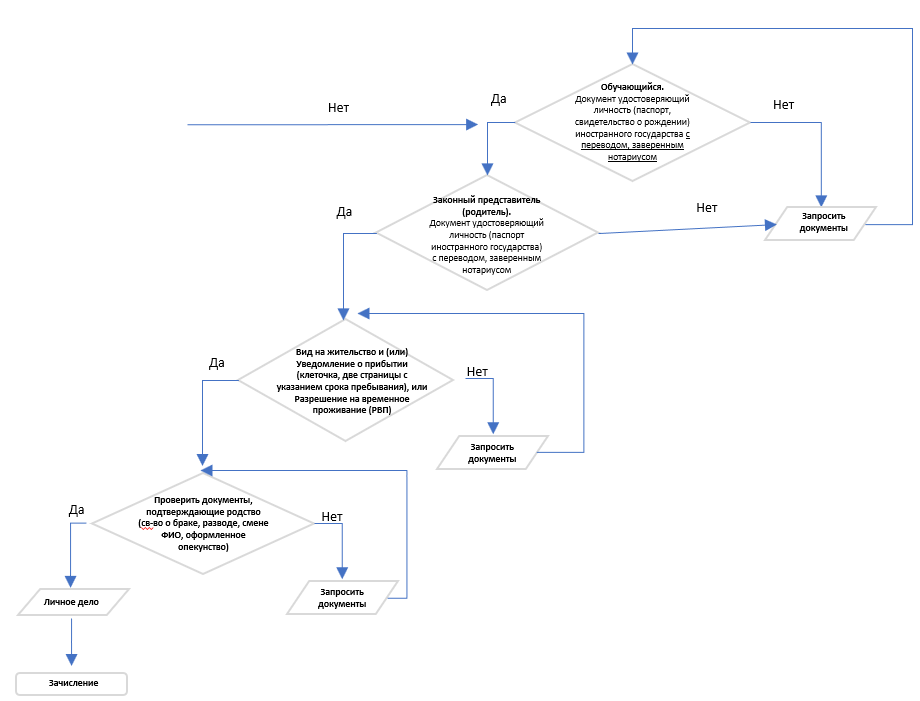 Обучающийся.
Документ удостоверяющий
личность (паспорт,
свидетельство о рождении)
иностранного государства с
переводом, заверенным
нотариусом
Да
Нет
Нет
Законный представитель
(родитель).
Документ удостоверяющий
личность (паспорт
иностранного государства)
с переводом, заверенным
нотариусом
Да
Нет
Запросить
документы
Вид на жительство и (или)
Уведомление о прибытии
(клеточка, две страницы с
указанием срока пребывания), или
Разрешение на временное
проживание (РВП)
Да
Нет
Запросить
документы
Проверить документы,
подтверждающие родство
(св-во о браке, разводе, смене
ФИО, оформленное
опекунство)
Да
Нет
Запросить
документы
Личное дело
Зачисление